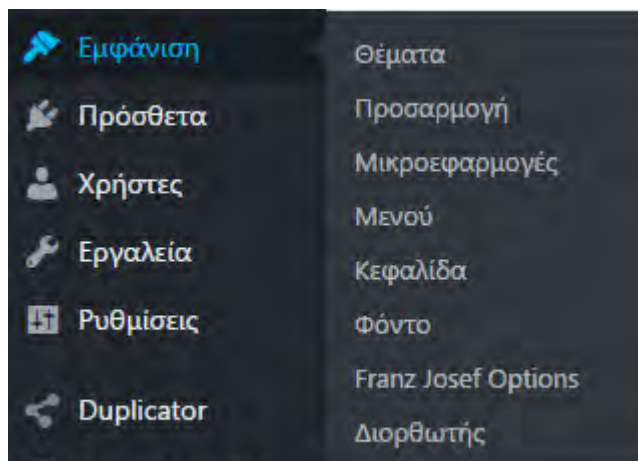 Εμφάνιση
Πρόσθετα
Χρήστες
Εργαλεία
Ρυθμίσεις
Duplicator
Θέματα
Προσαρμογή
Μικροεφαρμογές
Μενού
Κεφαλίδα
Φόντο
Franz Josef Options
Διορθωτής